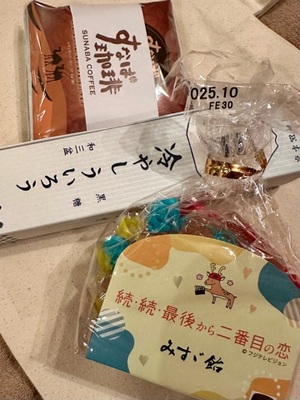 すなば
珈琲
SUNABA COFFEE
025.10
FE30
和三盆
冷やしういろう
黒糖
続・続・最後から二番目の恋
みすゞ飴
©フジテレビジョン